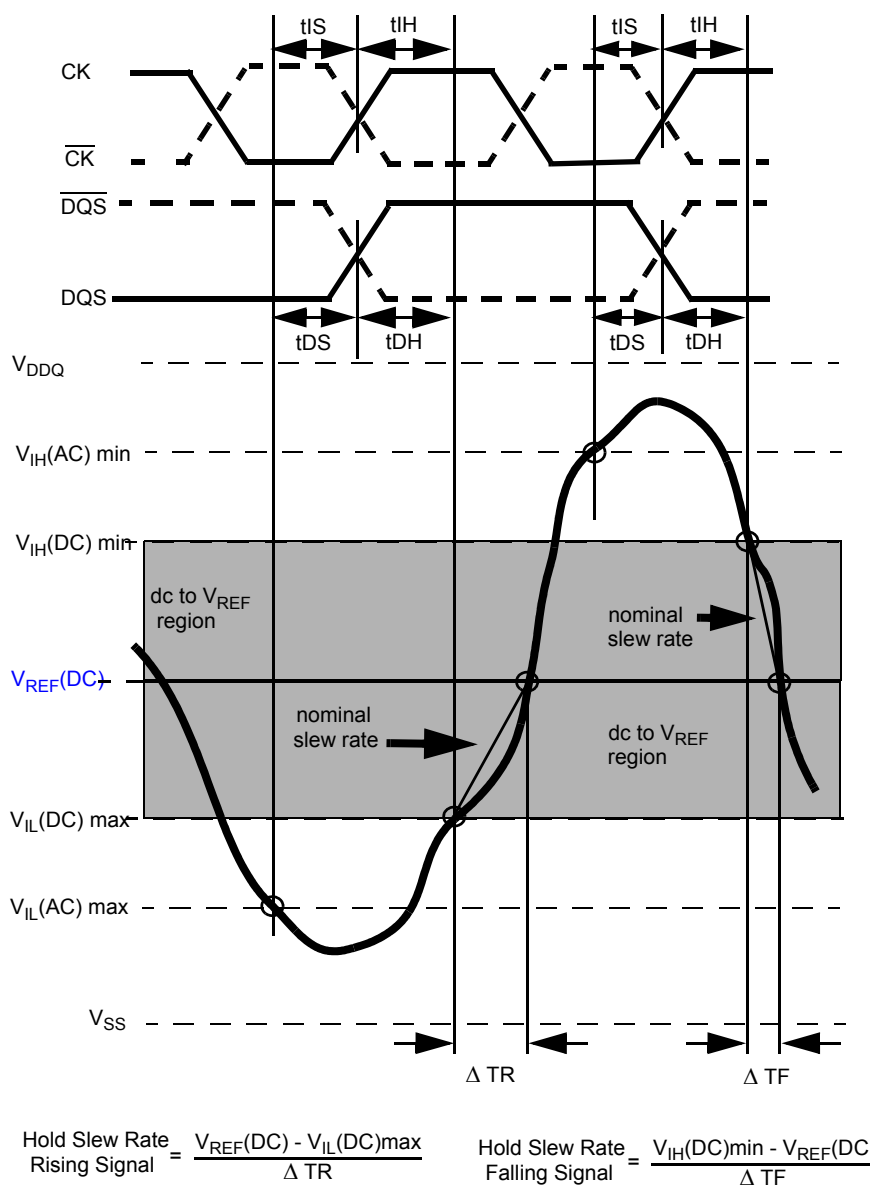 tIS tIH tIS tIH
CK
CK
DQS
DQS
tDS tDH tDS tDH
VDDQ
VIH(AC) min
VIH(DC) min
dc to VREF
region
nominal
slew rate
VREF(DC)
nominal
slew rate
dc to VREF
region
VIL(DC) max
VIL(AC) max
VSS
Δ TR Δ TF
Hold Slew Rate
Rising Signal = VREF(DC) - VIL(DC)max
Δ TR
Hold Slew Rate
Falling Signal = VIH(DC)min - VREF(DC
Δ TF